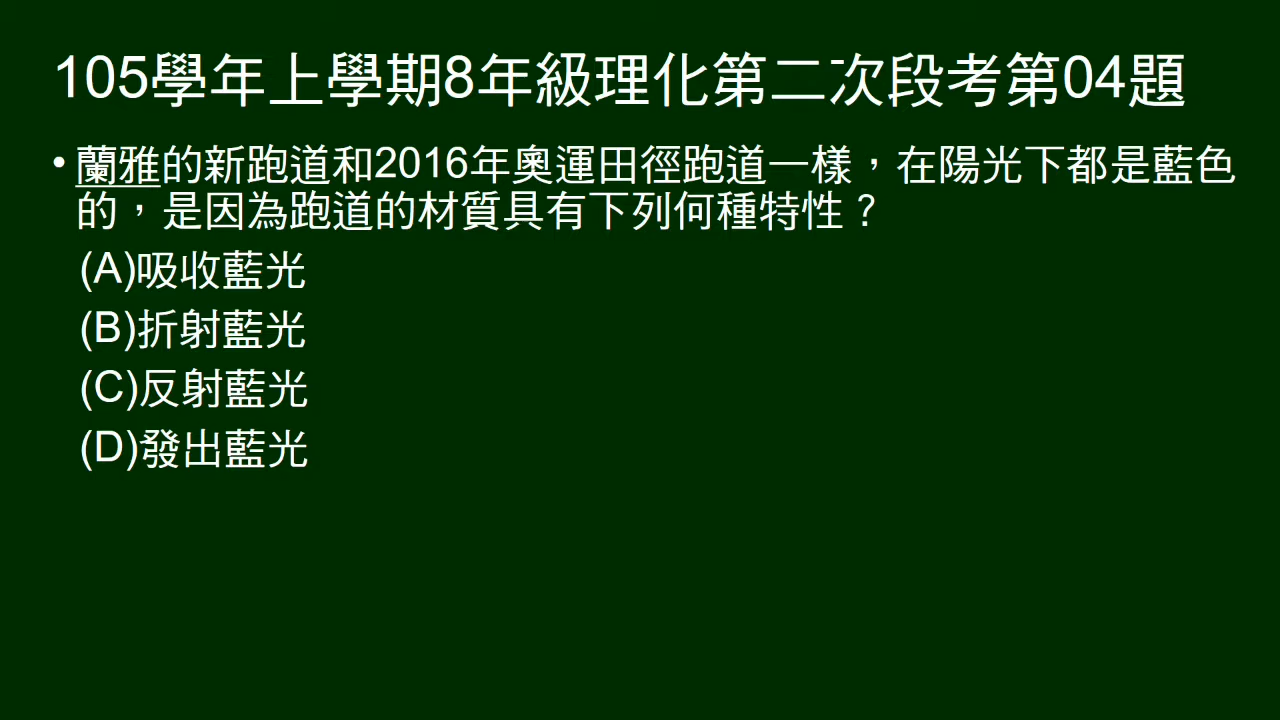 105學年上學期8年級理化第二次段考第04題
• 蘭雅的新跑道和2016年奧運田徑跑道一樣，在陽光下都是藍色
的，是因為跑道的材質具有下列何種特性？
(A)吸收藍光
(B)折射藍光
(C)反射藍光
(D)發出藍光